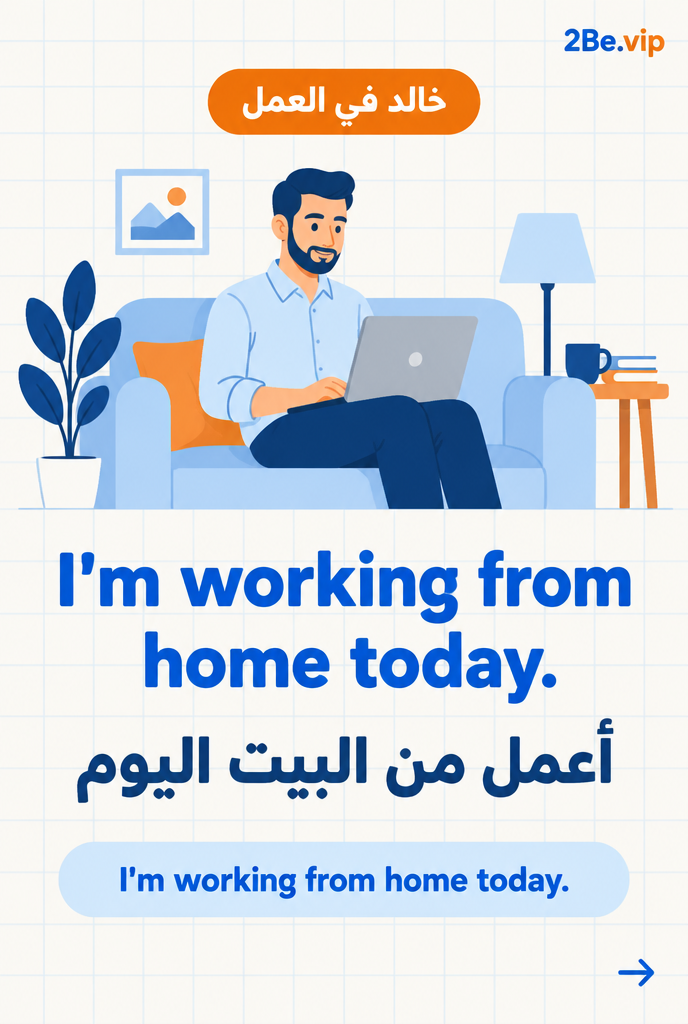 2Be.vip
خالد في العمل
I'm working from
home today.
أعمل من البيت اليوم
I'm working from home today.